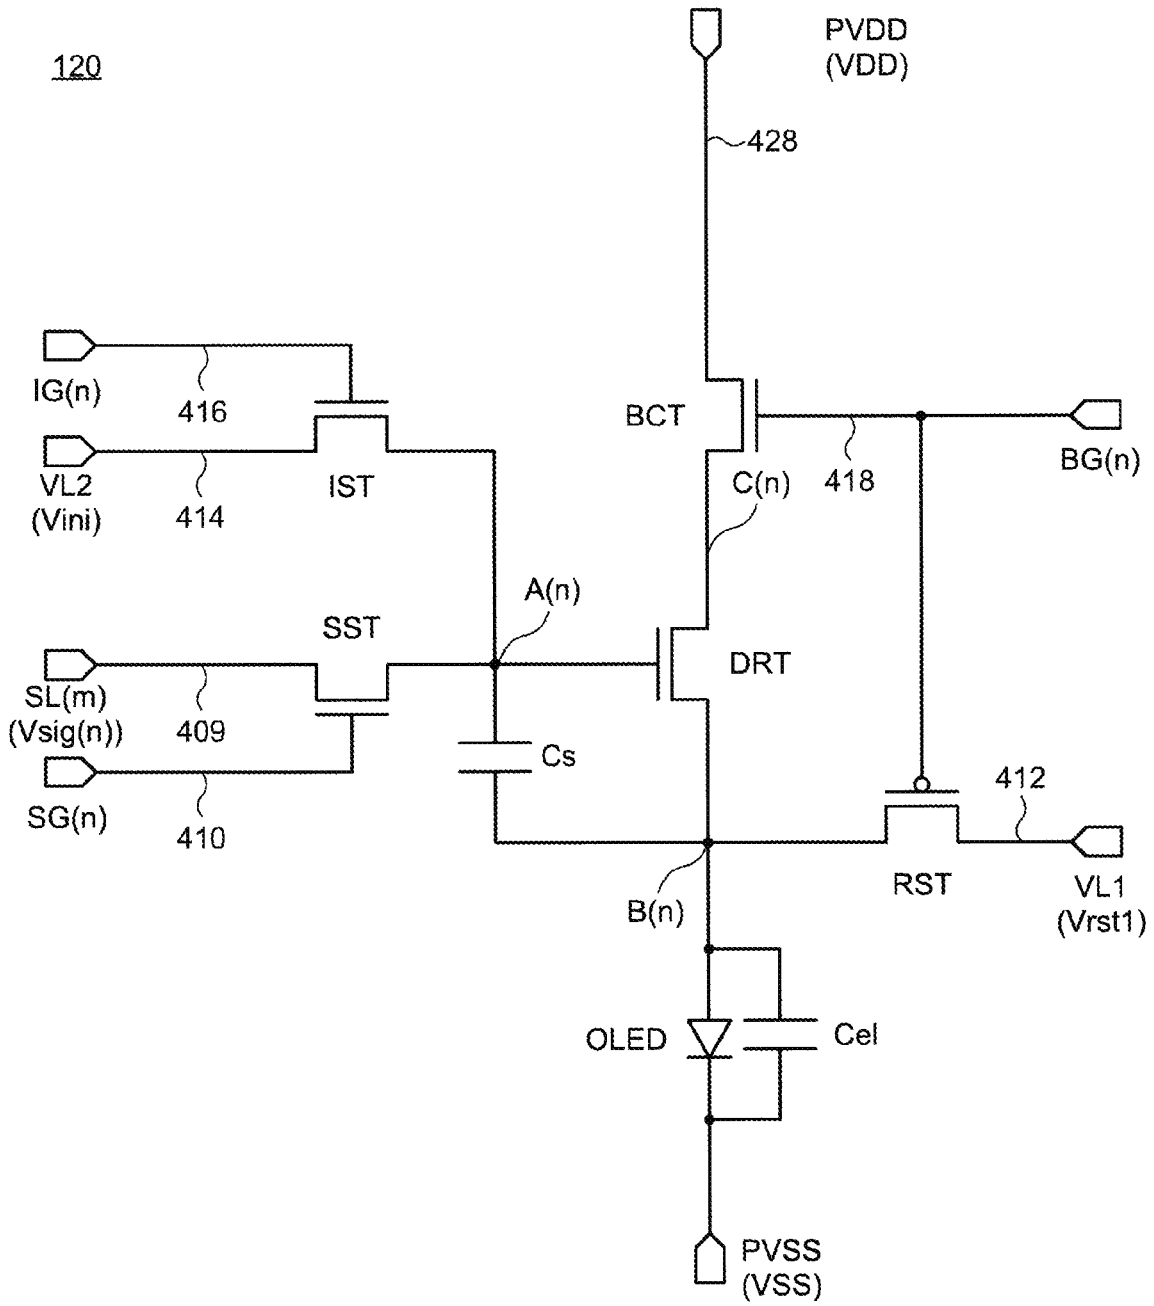 120
PVDD
(VDD)
428
IG(n)
416
BCT
BG(n)
VL2
(Vini)
414
IST
C(n)
418
A(n)
SST
DRT
SL(m)
(Vsig(n))
409
Cs
412
SG(n)
410
RST
VL1
(Vrst1)
B(n)
OLED
Cel
PVSS
(VSS)